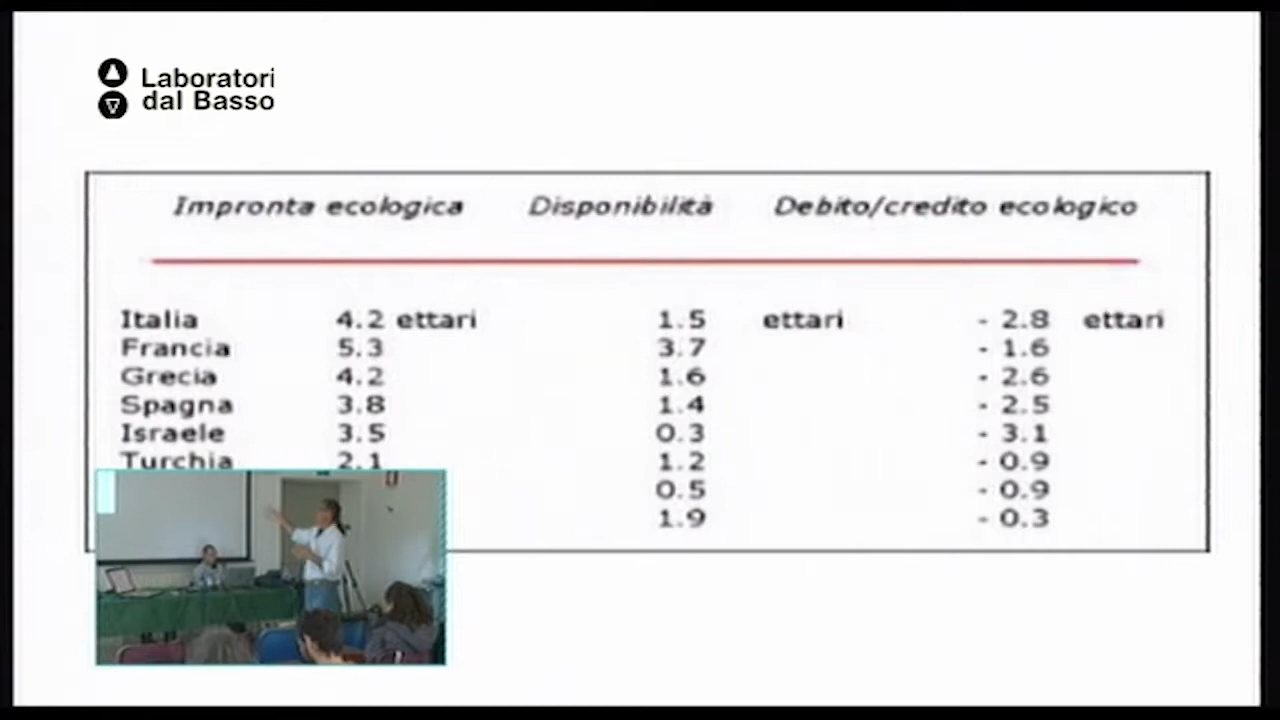 Laboratori
dal Basso
Impronta ecologica Disponibilità Debito/credito ecologico
Italia 4.2 ettari 1.5 ettari - 2.8 ettari
Francia 5.3 3.7 - 1.6
Grecia 4.2 1.6 - 2.6
Spagna 3.8 1.4 - 2.5
Israele 3.5 0.3 - 3.1
Turchia 2.1 1.2 - 0.9
0.5 - 0.9
1.9 - 0.3